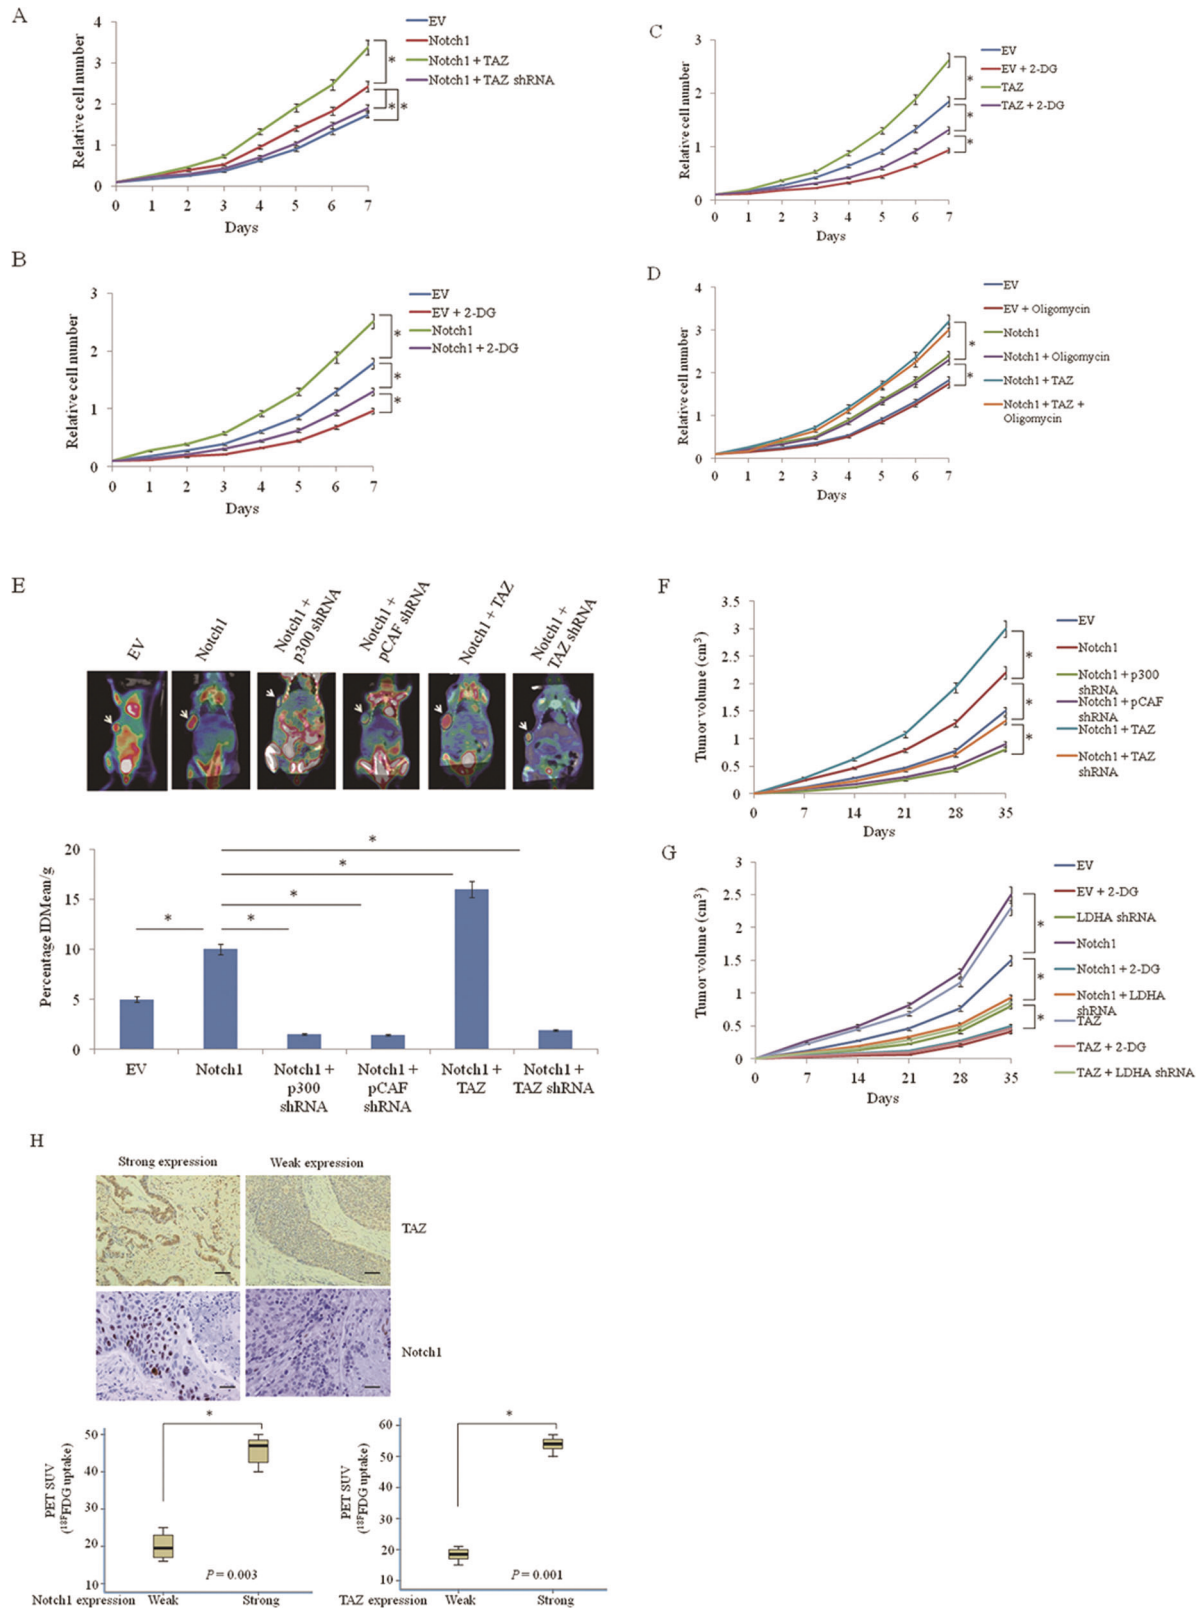 A
Relative cell number
4
3
2
1
0
0 1 2 3 4 5 6 7
Days
EV
Notch1
Notch1 + TAZ
Notch1 + TAZ shRNA
*
* *
C
Relative cell number
3
2
1
0
0 1 2 3 4 5 6 7
Days
EV
EV + 2-DG
TAZ
TAZ + 2-DG
*
*
*
B
Relative cell number
3
2
1
0
0 1 2 3 4 5 6 7
Days
EV
EV + 2-DG
Notch1
Notch1 + 2-DG
*
*
*
D
Relative cell number
4
3
2
1
0
0 1 2 3 4 5 6 7
Days
EV
EV + Oligomycin
Notch1
Notch1 + Oligomycin
Notch1 + TAZ
Notch1 + TAZ +
Oligomycin
*
*
E
EV
Notch1
Notch1 +
p300 shRNA
Notch1 +
pCAF shRNA
Notch1 + TAZ
Notch1 +
TAZ shRNA
Percentage IDMean/g
20
15
10
5
0
*
*
*
* *
EV
Notch1
Notch1 +
p300
shRNA
Notch1 +
pCAF
shRNA
Notch1 +
TAZ
Notch1 +
TAZ shRNA
F
Tumor volume (cm³)
3.5
3
2.5
2
1.5
1
0.5
0
0 7 14 21 28 35
Days
EV
Notch1
Notch1 + p300
shRNA
Notch1 + pCAF
shRNA
Notch1 + TAZ
Notch1 + TAZ
shRNA
*
*
*
G
Tumor volume (cm³)
3
2.5
2
1.5
1
0.5
0
0 7 14 21 28 35
Days
EV
EV + 2-DG
LDHA shRNA
Notch1
Notch1 + 2-DG
Notch1 + LDHA
shRNA
TAZ
TAZ + 2-DG
TAZ + LDHA shRNA
*
*
*
H
Strong expression Weak expression
TAZ
Notch1
PET SUV
(¹⁸FFDG uptake)
50
40
30
20
10
*
P = 0.003
Notch1 expression Weak Strong
PET SUV
(¹⁸FFDG uptake)
60
50
40
30
20
10
*
P = 0.001
TAZ expression Weak Strong